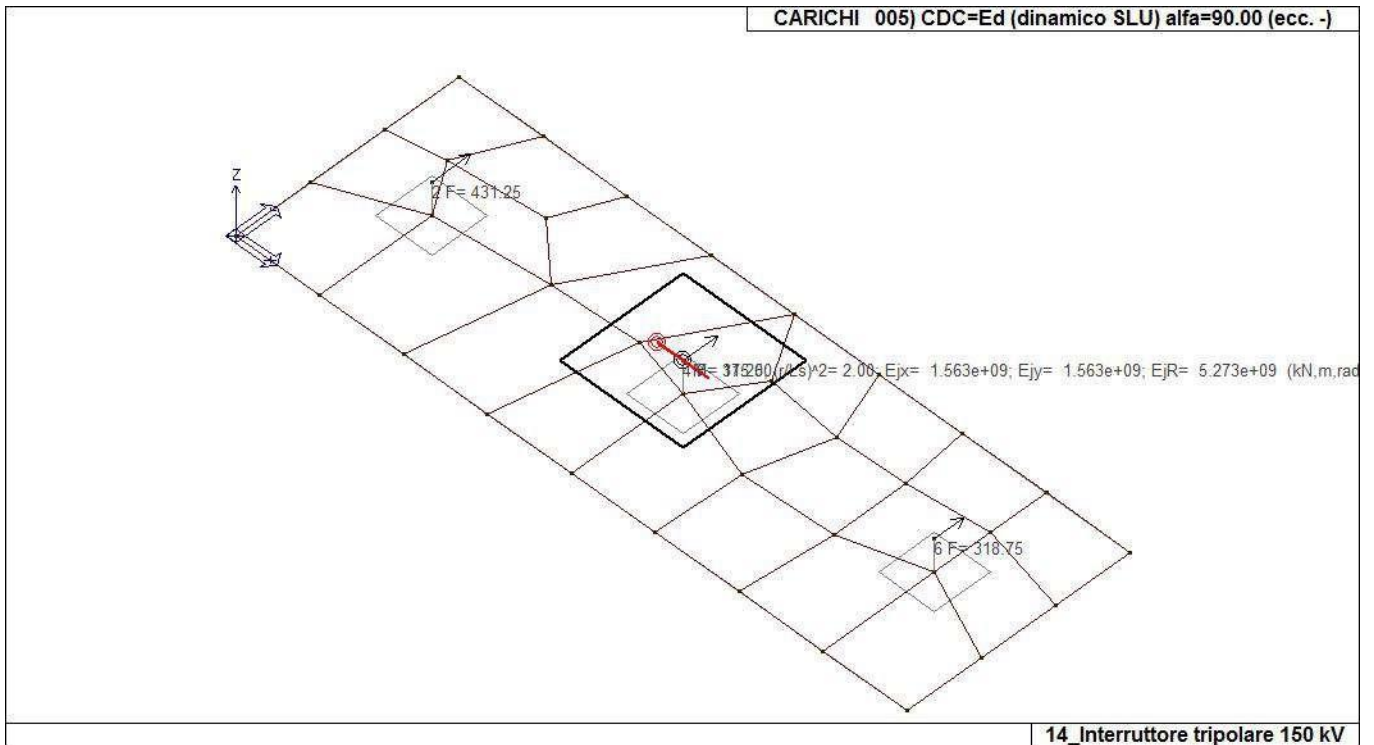 CARICHI 005) CDC=Ed (dinamico SLU) alfa=90.00 (ecc. -)
Z
2 F= 431.25
(r/Ls)^2= 2.00; Ejx= 1.563e+09; Ejy= 1.563e+09; EjR= 5.273e+09 (kN,m,rad
6 F= 318.75
14_Interruttore tripolare 150 kV